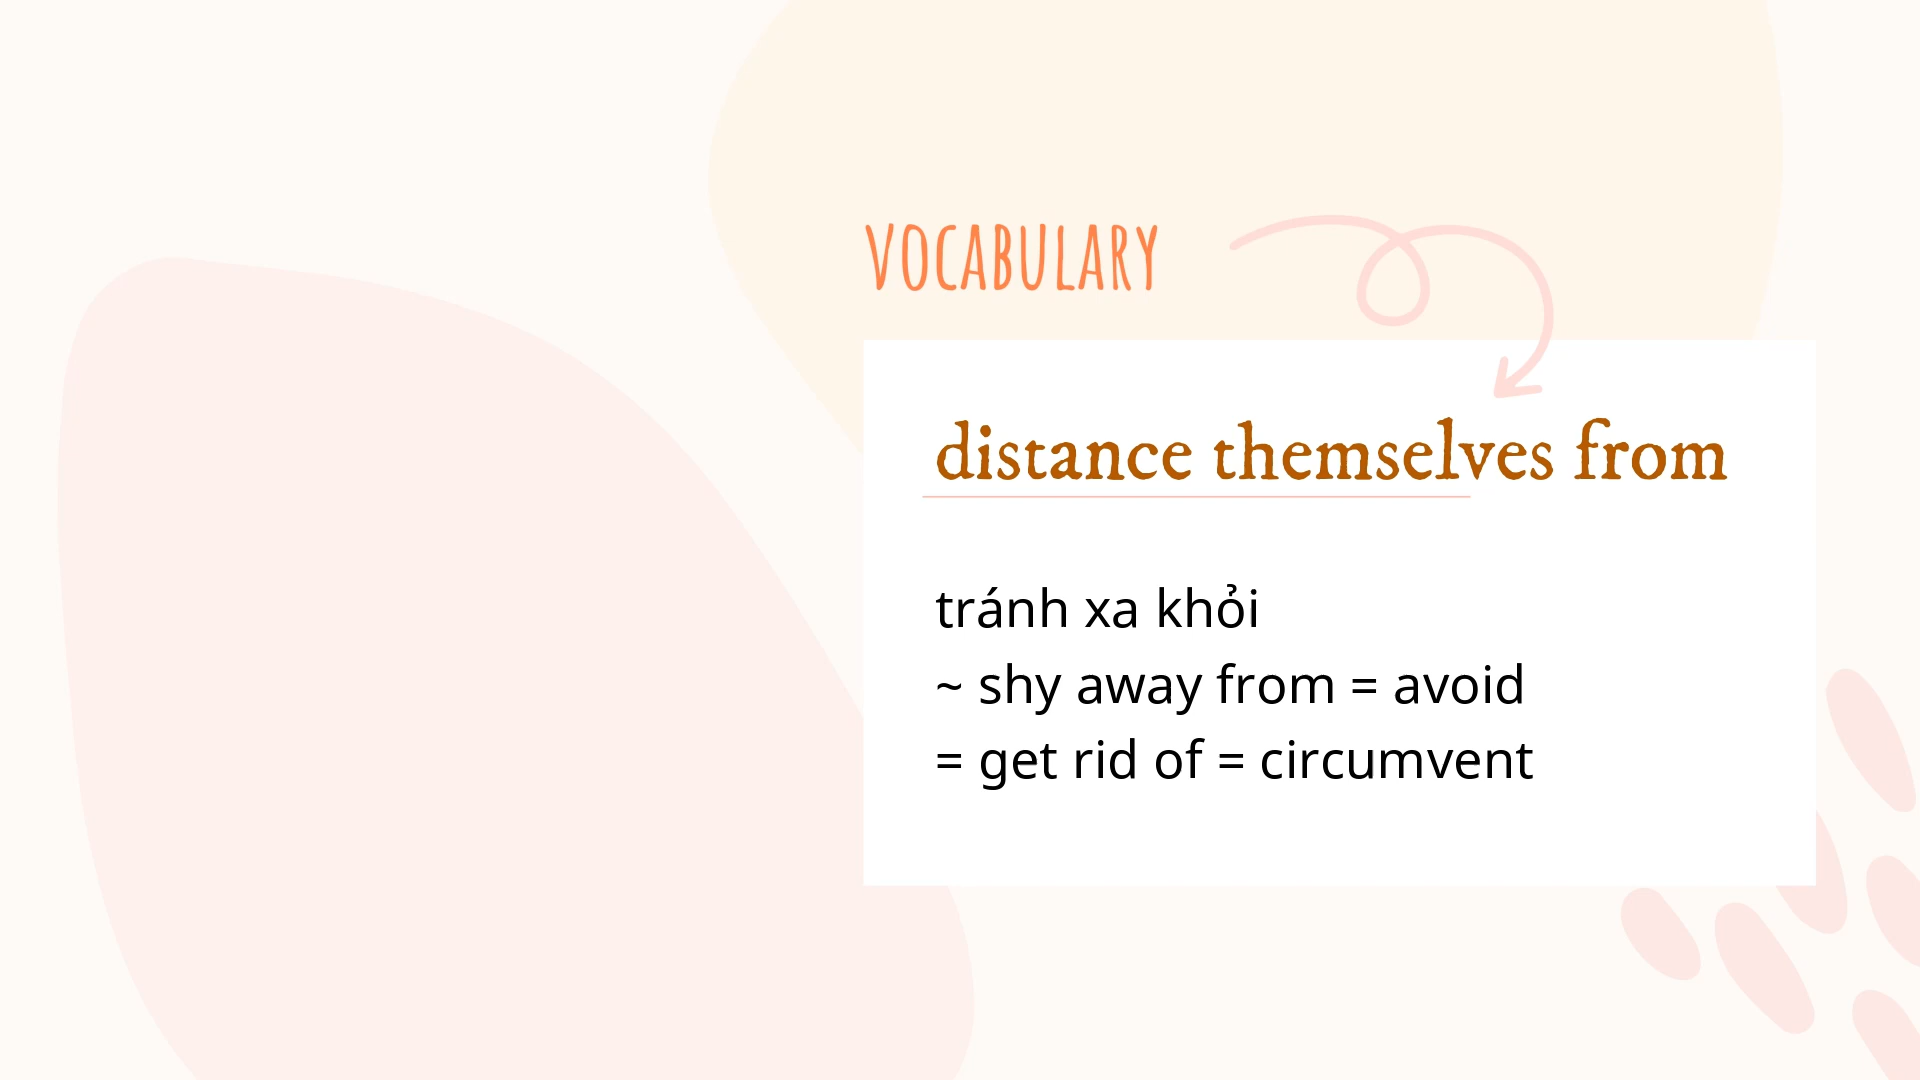 VOCABULARY
distance themselves from
tránh xa khỏi
~ shy away from = avoid
= get rid of = circumvent